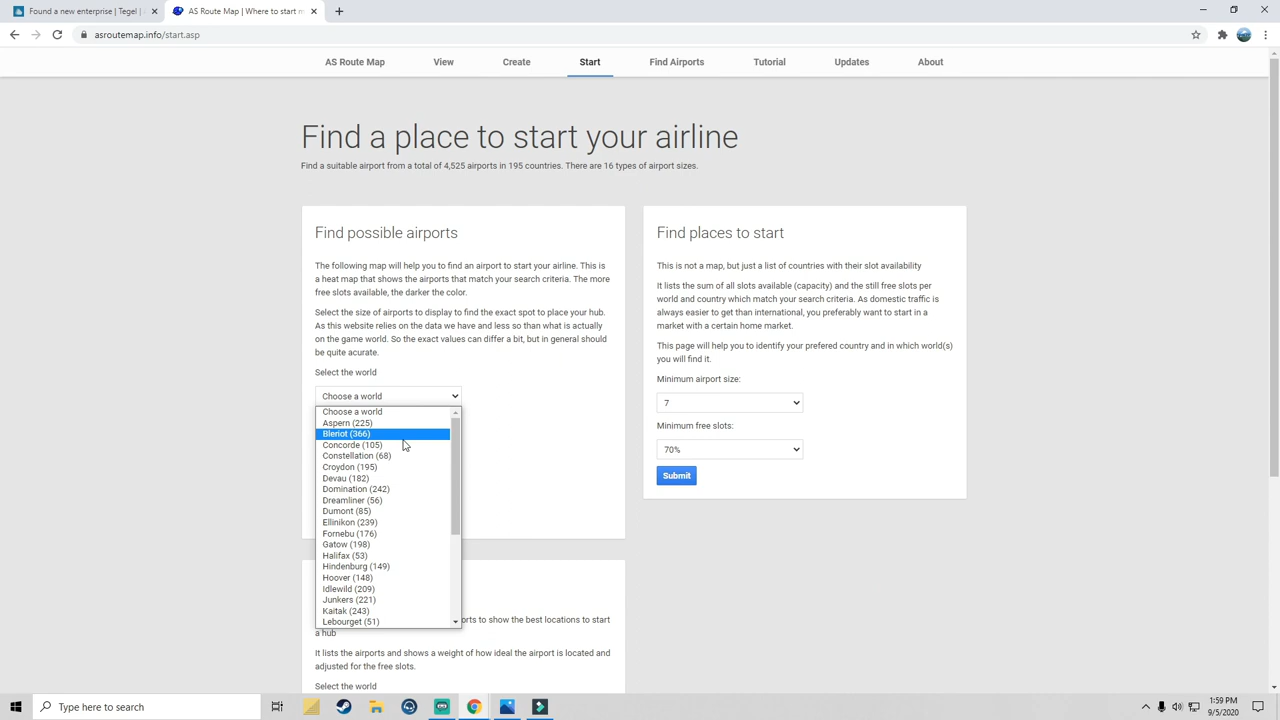 Found a new enterprise | Tegel |
AS Route Map | Where to start m
asroutemap.info/start.asp
AS Route Map View Create Start Find Airports Tutorial Updates About
Find a place to start your airline
Find a suitable airport from a total of 4,525 airports in 195 countries. There are 16 types of airport sizes.
Find possible airports
The following map will help you to find an airport to start your airline. This is
a heat map that shows the airports that match your search criteria. The more
free slots available, the darker the color.
Select the size of airports to display to find the exact spot to place your hub.
As this website relies on the data we have and less so than what is actually
on the game world. So the exact values can differ a bit, but in general should
be quite acurate.
Select the world
Choose a world
Choose a world
Aspern (225)
Bleriot (366)
Concorde (105)
Constellation (68)
Croydon (195)
Devau (182)
Domination (242)
Dreamliner (56)
Dumont (85)
Ellinikon (239)
Fornebu (176)
Gatow (198)
Halifax (53)
Hindenburg (149)
Hoover (148)
Idlewild (209)
Junkers (221)
Kaitak (243)
Lebourget (51)
orts to show the best locations to start
a hub
It lists the airports and shows a weight of how ideal the airport is located and
adjusted for the free slots.
Select the world
Find places to start
This is not a map, but just a list of countries with their slot availability
It lists the sum of all slots available (capacity) and the still free slots per
world and country which match your search criteria. As domestic traffic is
always easier to get than international, you preferably want to start in a
market with a certain home market.
This page will help you to identify your prefered country and in which world(s)
you will find it.
Minimum airport size:
7
Minimum free slots:
70%
Submit
Type here to search
1:59 PM
9/5/2020